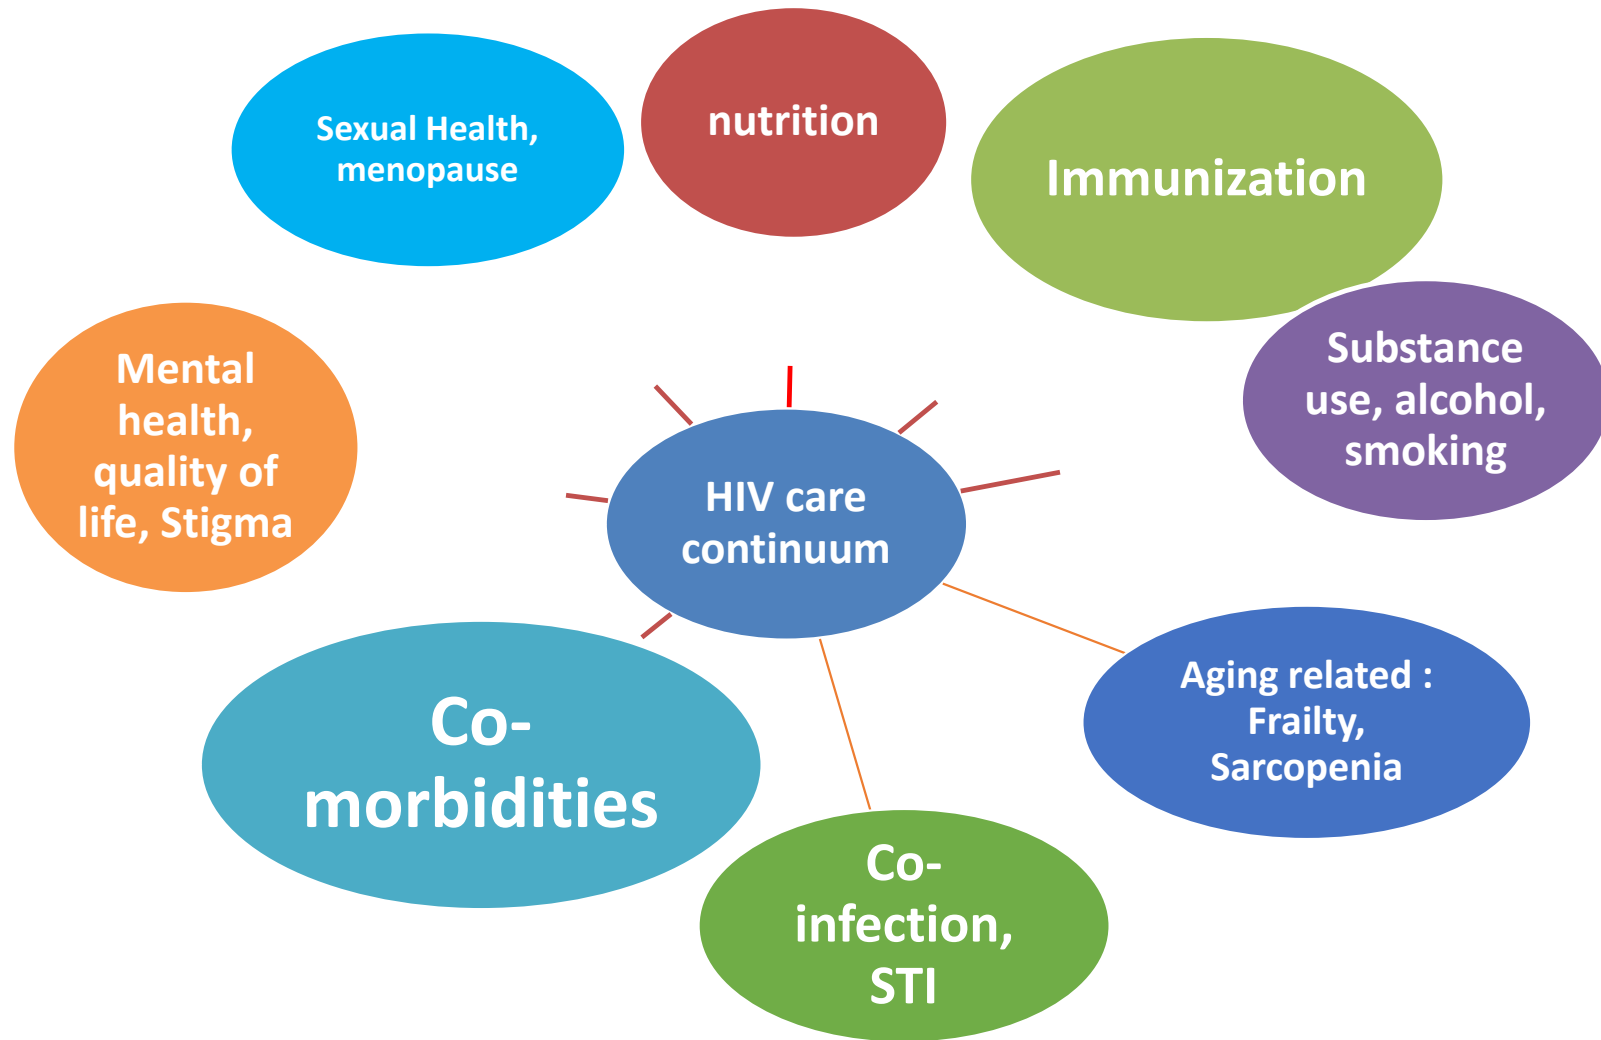 Sexual Health,
menopause
nutrition
Immunization
Mental
health,
quality of
life, Stigma
Substance
use, alcohol,
smoking
HIV care
continuum
Co-
morbidities
Aging related :
Frailty,
Sarcopenia
Co-
infection,
STI